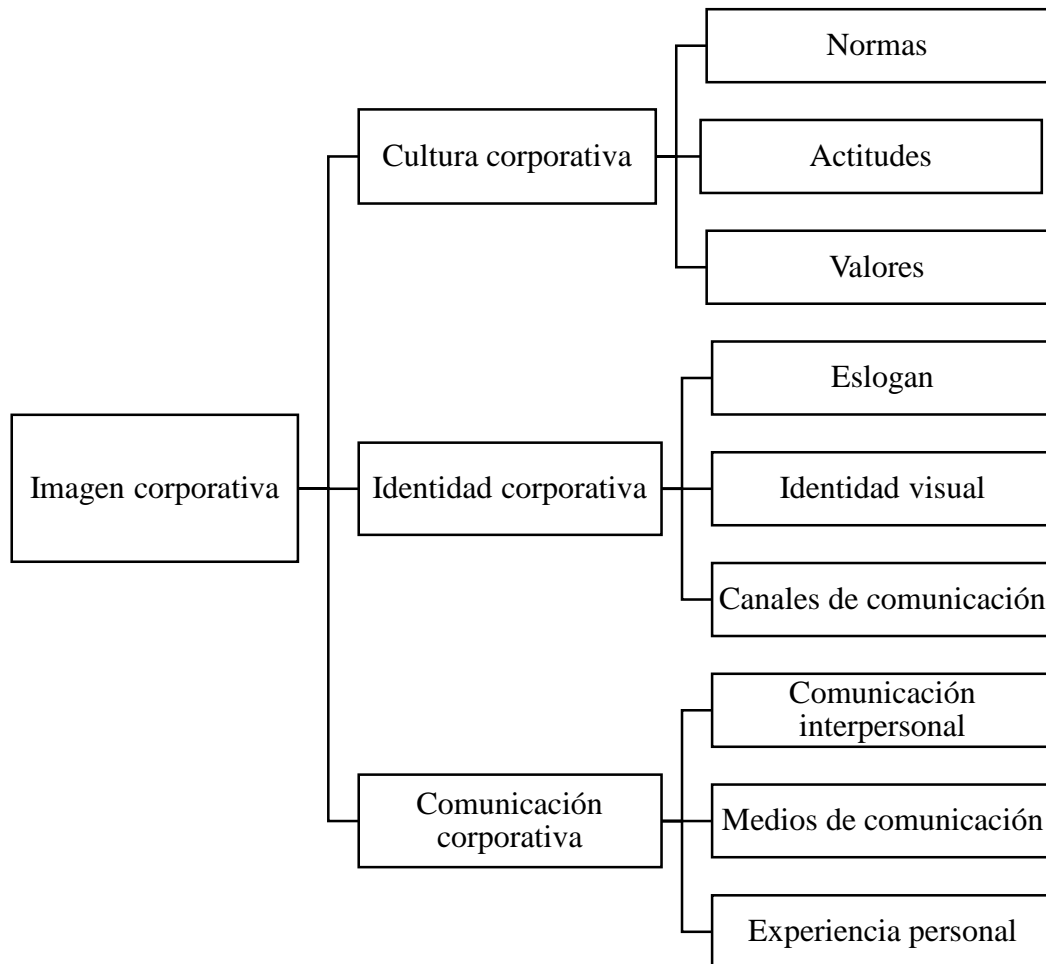 Imagen corporativa
Cultura corporativa
Normas
Actitudes
Valores
Identidad corporativa
Eslogan
Identidad visual
Canales de comunicación
Comunicación
corporativa
Comunicación
interpersonal
Medios de comunicación
Experiencia personal